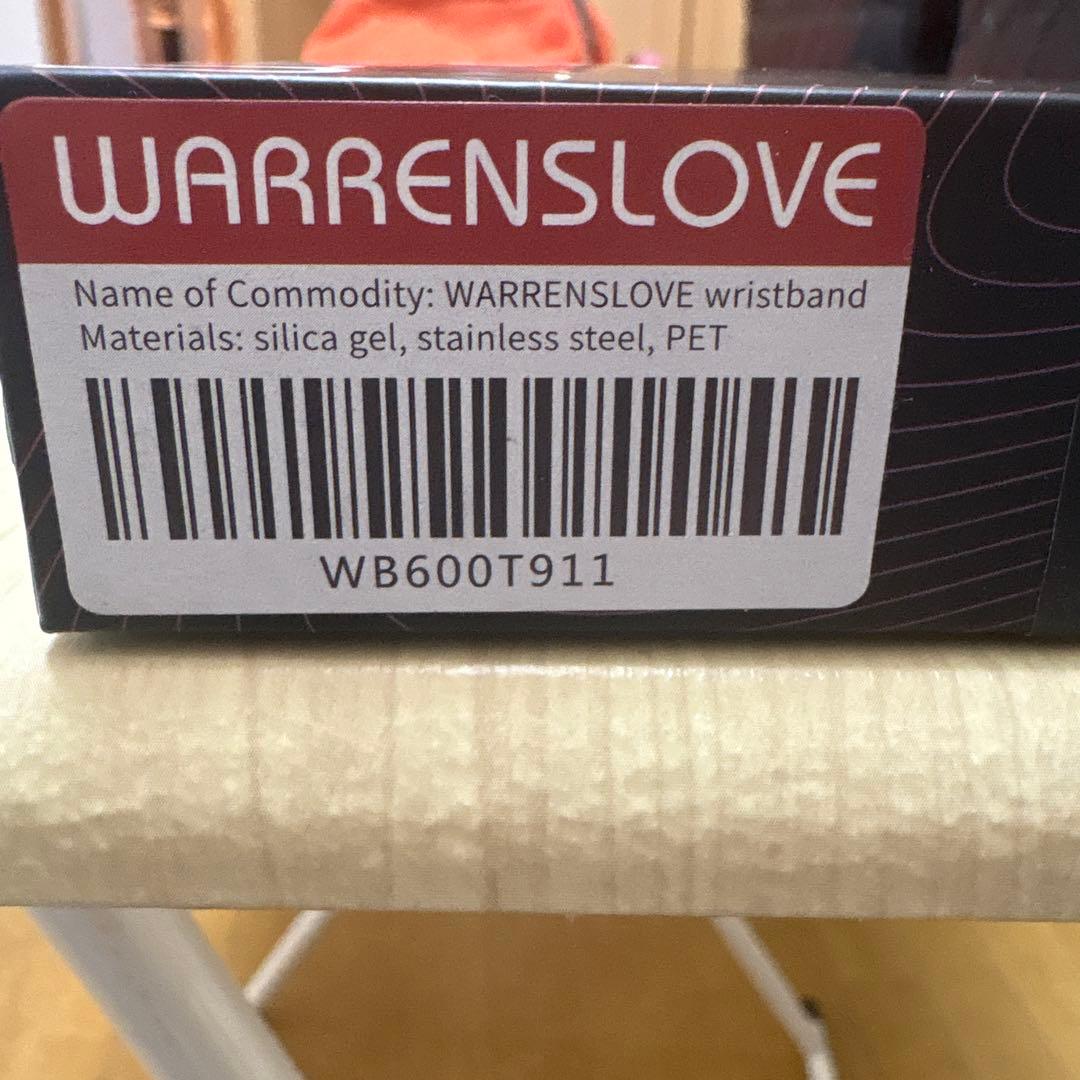 WARRENSLOVE
Name of Commodity: WARRENSLOVE wristband
Materials: silica gel, stainless steel, PET
WB600T911